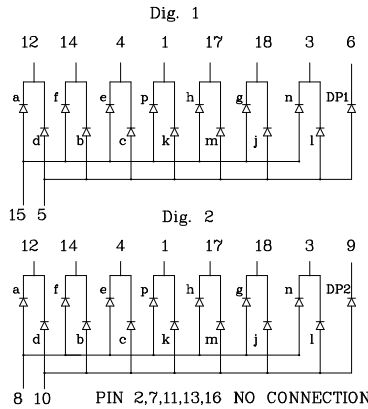 Dig. 1
12 14 4 1 17 18 3 6
a f e p h g n DP1
d b c k m j l
15 5
Dig. 2
12 14 4 1 17 18 3 9
a f e p h g n DP2
d b c k m j l
8 10 PIN 2,7,11,13,16 NO CONNECTION